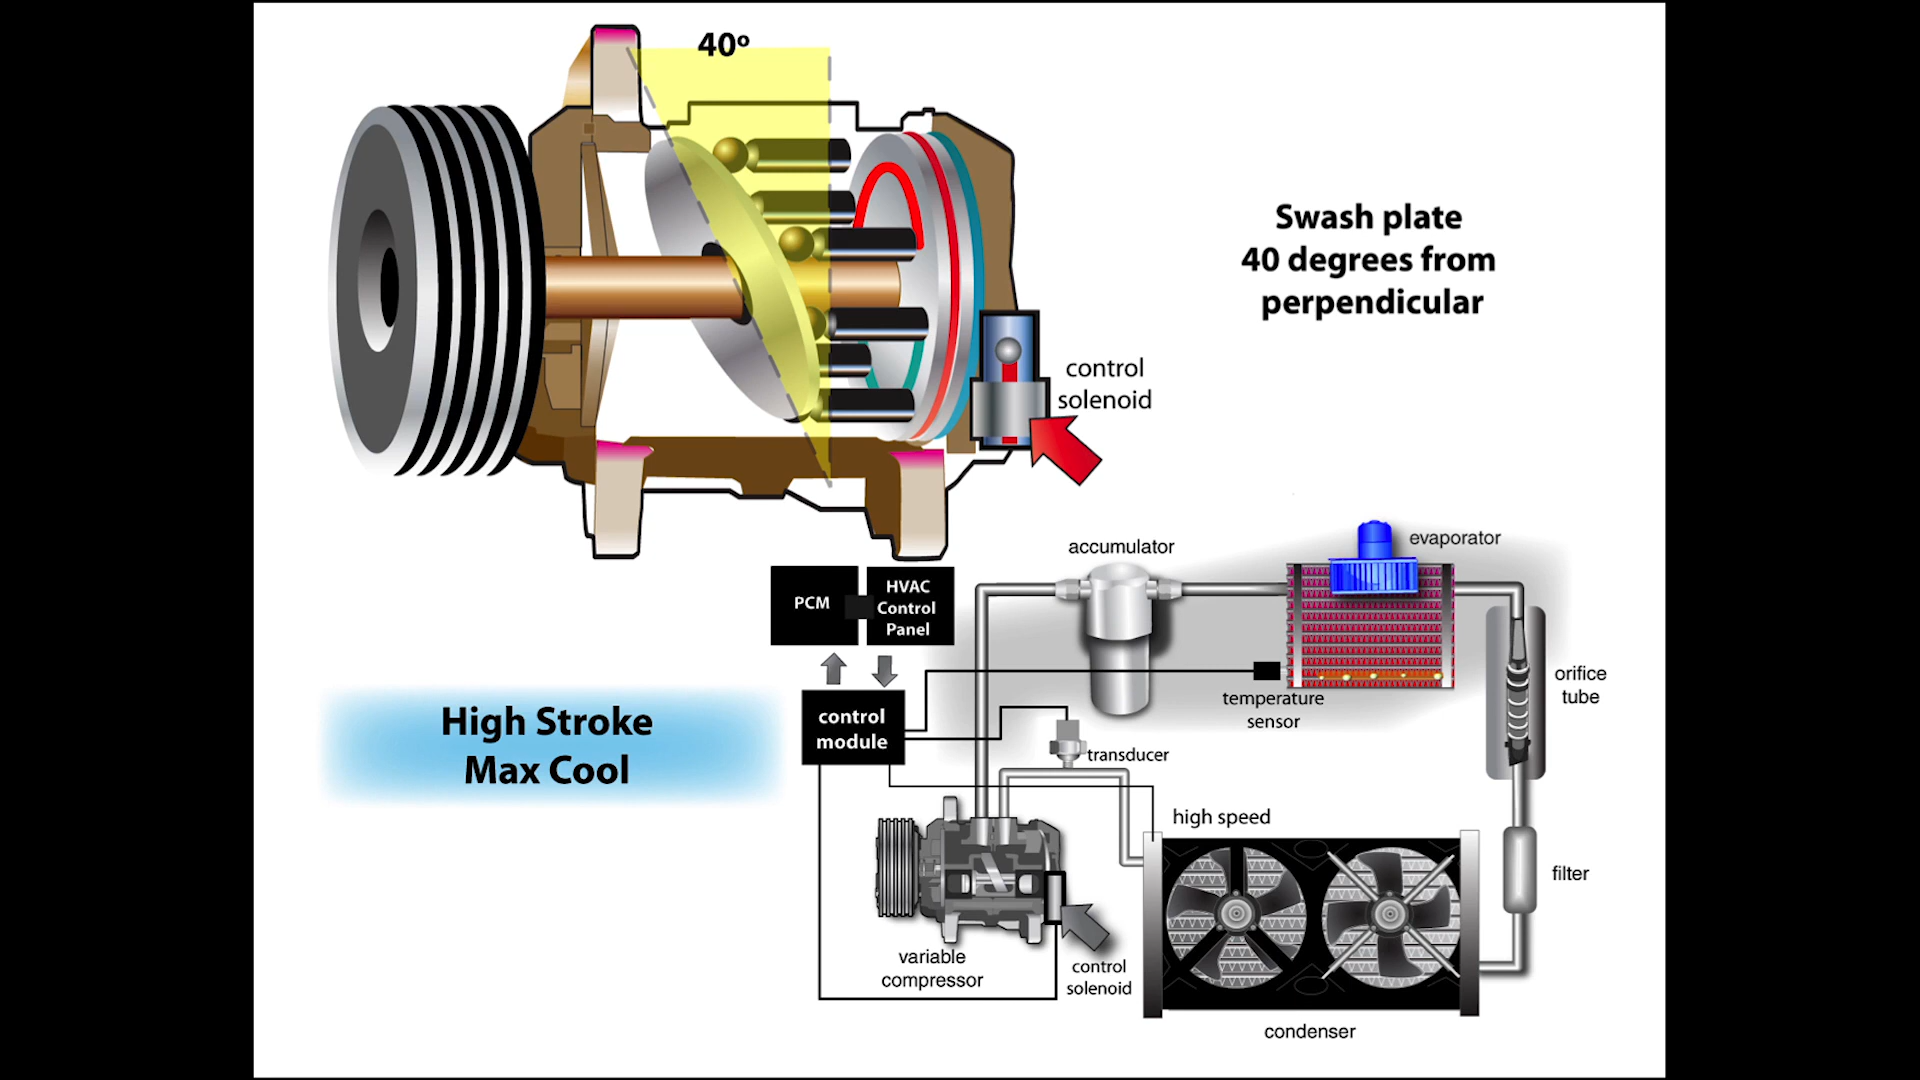 40º
Swash plate
40 degrees from
perpendicular
control
solenoid
accumulator
evaporator
PCM
HVAC
Control
Panel
orifice
tube
temperature
sensor
High Stroke
Max Cool
control
module
transducer
high speed
filter
variable
compressor
control
solenoid
condenser